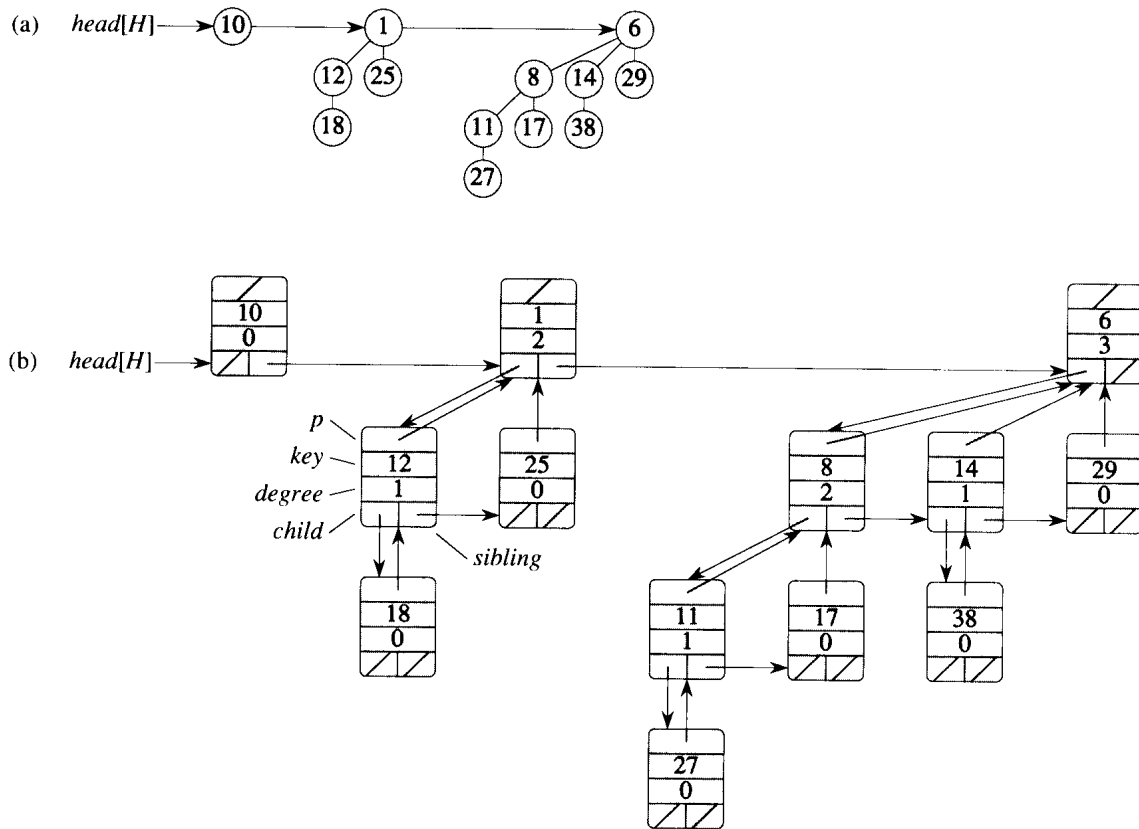 (a) head[H] 10 1 6
12 25 8 14 29
18 11 17 38
27
10 1 6
0 2 3
(b) head[H]
p
key 12 25 8 14 29
degree 1 0 2 1 0
child
sibling
18 11 17 38
0 1 0 0
27
0